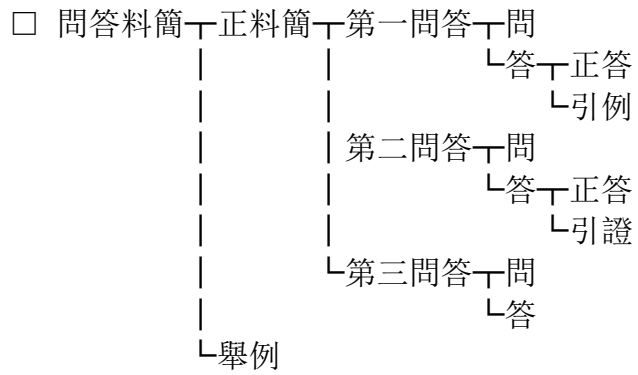 □ 問答料簡┬正料簡┬第一問答┬問
└答┬正答
└引例
第二問答┬問
└答┬正答
└引證
└第三問答┬問
└答
└舉例